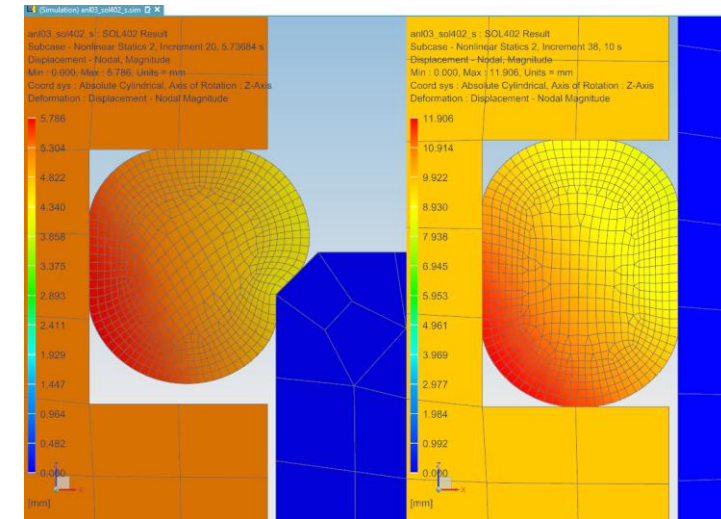 (Simulation) anl03_sol402_s.sim
anl03_sol402_s : SOL402 Result
Subcase - Nonlinear Statics 2, Increment 20, 5.73684 s
Displacement - Nodal, Magnitude
Min : 0.000, Max : 5.786, Units = mm
Coord sys : Absolute Cylindrical, Axis of Rotation : Z-Axis
Deformation : Displacement - Nodal Magnitude
5.786
5.304
4.822
4.340
3.858
3.375
2.893
2.411
1.929
1.447
0.964
0.482
0.000
[mm]
Z
X
anl03_sol402_s : SOL402 Result
Subcase - Nonlinear Statics 2, Increment 38, 10 s
Displacement - Nodal, Magnitude
Min : 0.000, Max : 11.906, Units = mm
Coord sys : Absolute Cylindrical, Axis of Rotation : Z-Axis
Deformation : Displacement - Nodal Magnitude
11.906
10.914
9.922
8.930
7.938
6.945
5.953
4.961
3.969
2.977
1.984
0.992
0.000
[mm]
Z
X